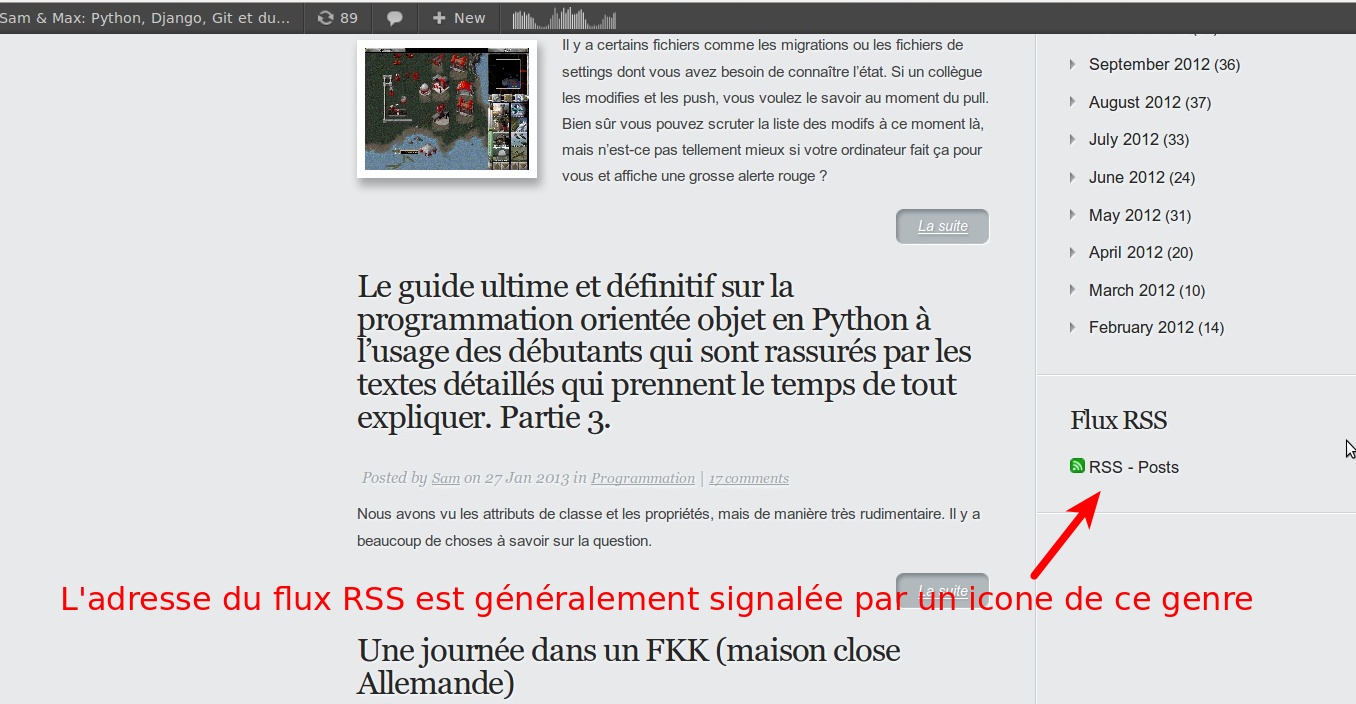 Sam & Max: Python, Django, Git et du...
89
New
Il y a certains fichiers comme les migrations ou les fichiers de
settings dont vous avez besoin de connaître l'état. Si un collègue
les modifies et les push, vous voulez le savoir au moment du pull.
Bien sûr vous pouvez scruter la liste des modifs à ce moment là,
mais n'est-ce pas tellement mieux si votre ordinateur fait ça pour
vous et affiche une grosse alerte rouge ?
La suite
Le guide ultime et définitif sur la
programmation orientée objet en Python à
l'usage des débutants qui sont rassurés par les
textes détaillés qui prennent le temps de tout
expliquer. Partie 3.
Posted by Sam on 27 Jan 2013 in Programmation | 17 comments
Nous avons vu les attributs de classe et les propriétés, mais de manière très rudimentaire. Il y a
beaucoup de choses à savoir sur la question.
La suite
L'adresse du flux RSS est généralement signalée par un icone de ce genre
Une journée dans un FKK (maison close
Allemande)
September 2012 (36)
August 2012 (37)
July 2012 (33)
June 2012 (24)
May 2012 (31)
April 2012 (20)
March 2012 (10)
February 2012 (14)
Flux RSS
RSS - Posts